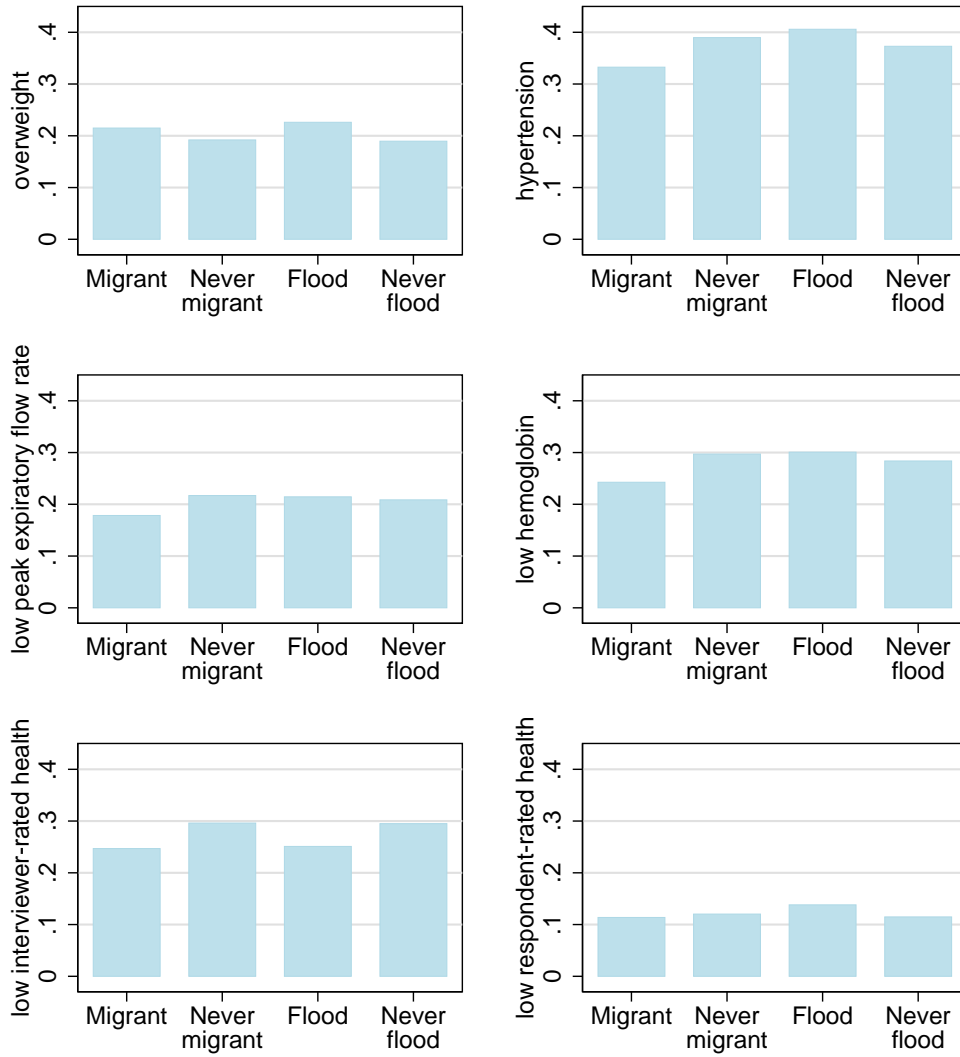 overweight
.4
.3
.2
.1
0
Migrant Never migrant Flood Never flood
hypertension
.4
.3
.2
.1
0
Migrant Never migrant Flood Never flood
low peak expiratory flow rate
.4
.3
.2
.1
0
Migrant Never migrant Flood Never flood
low hemoglobin
.4
.3
.2
.1
0
Migrant Never migrant Flood Never flood
low interviewer-rated health
.4
.3
.2
.1
0
Migrant Never migrant Flood Never flood
low respondent-rated health
.4
.3
.2
.1
0
Migrant Never migrant Flood Never flood